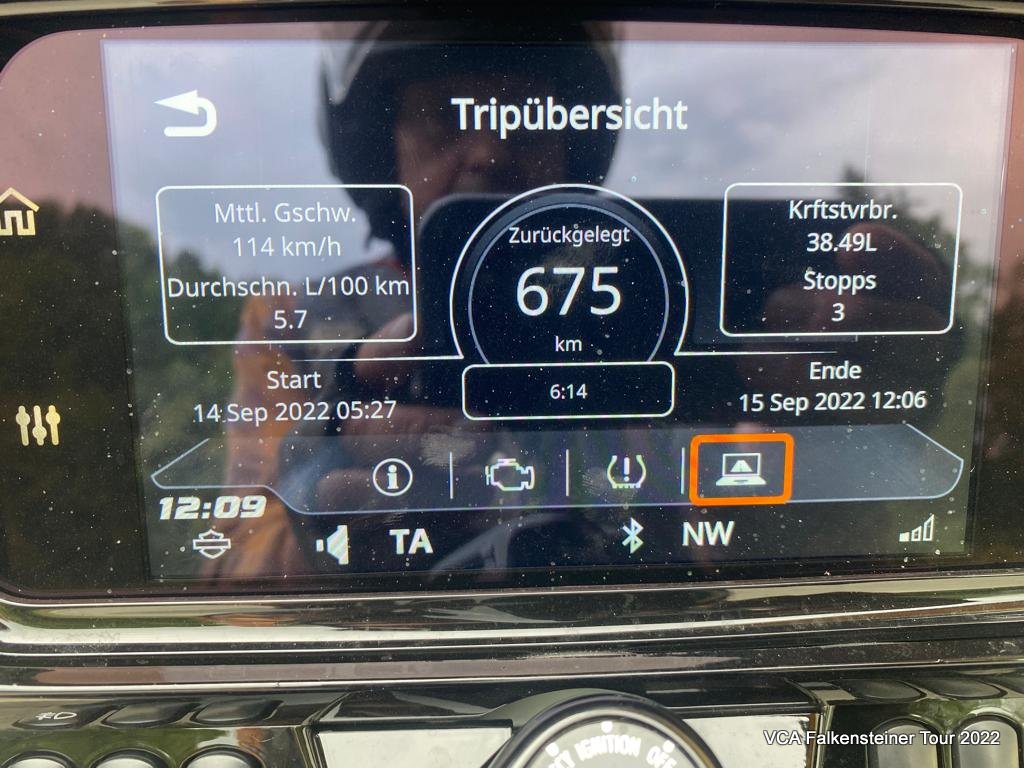 Tripübersicht
Mttl. Gschw.
114 km/h
Durchschn. L/100 km
5.7
Zurückgelegt
675
km
6:14
Krftstvrbr.
38.49L
Stopps
3
Start
14 Sep 2022 05:27
Ende
15 Sep 2022 12:06
12:09
TA
NW
IGNITION OFF
VCA Falkensteiner Tour 2022